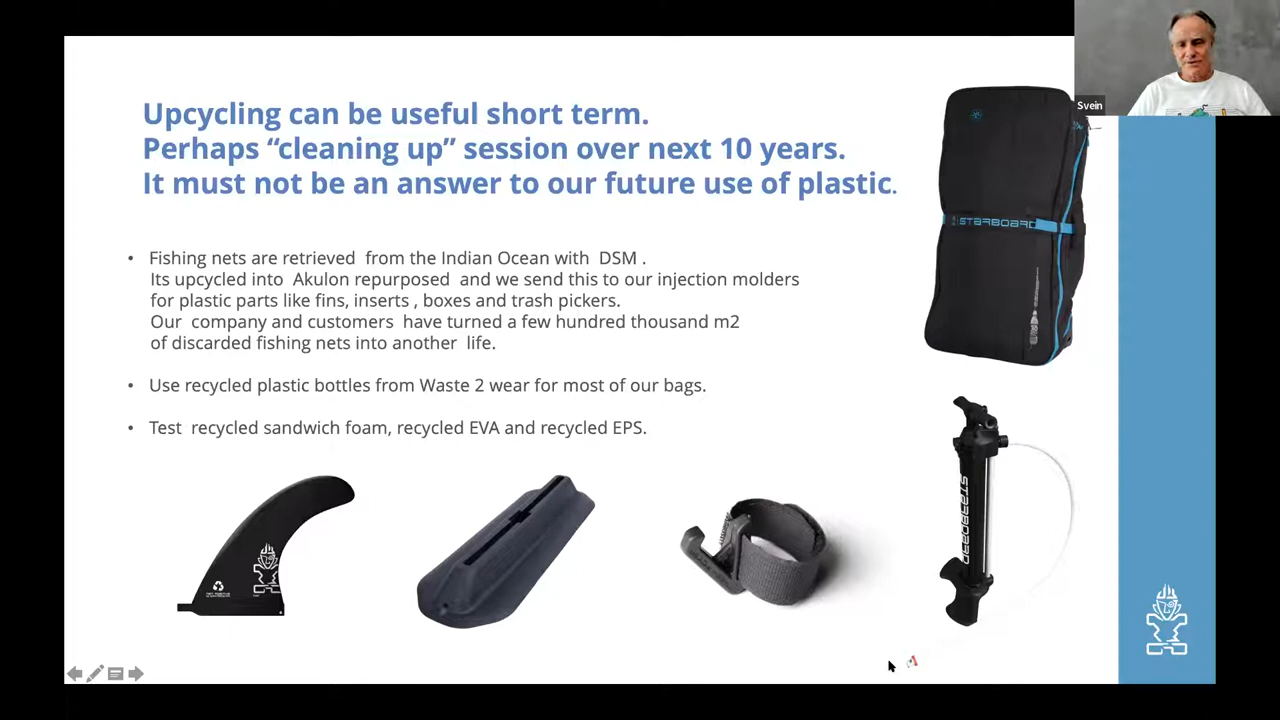 Svein
Upcycling can be useful short term.
Perhaps “cleaning up” session over next 10 years.
It must not be an answer to our future use of plastic.
• Fishing nets are retrieved from the Indian Ocean with DSM .
Its upcycled into Akulon repurposed and we send this to our injection molders
for plastic parts like fins, inserts , boxes and trash pickers.
Our company and customers have turned a few hundred thousand m2
of discarded fishing nets into another life.
• Use recycled plastic bottles from Waste 2 wear for most of our bags.
• Test recycled sandwich foam, recycled EVA and recycled EPS.
STARBOARD
STARBOARD